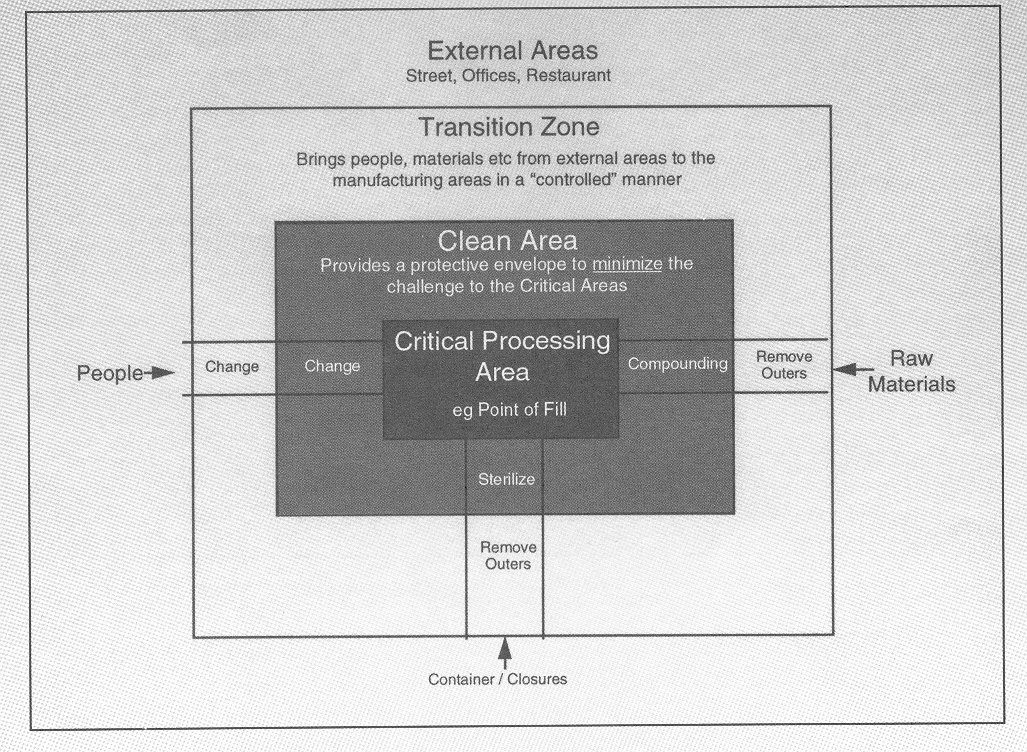 External Areas
Street, Offices, Restaurant
Transition Zone
Brings people, materials etc from external areas to the
manufacturing areas in a “controlled” manner
Clean Area
Provides a protective envelope to minimize the
challenge to the Critical Areas
Critical Processing
Area
eg Point of Fill
People
Change
Change
Compounding
Remove
Outers
Raw
Materials
Sterilize
Remove
Outers
Container / Closures